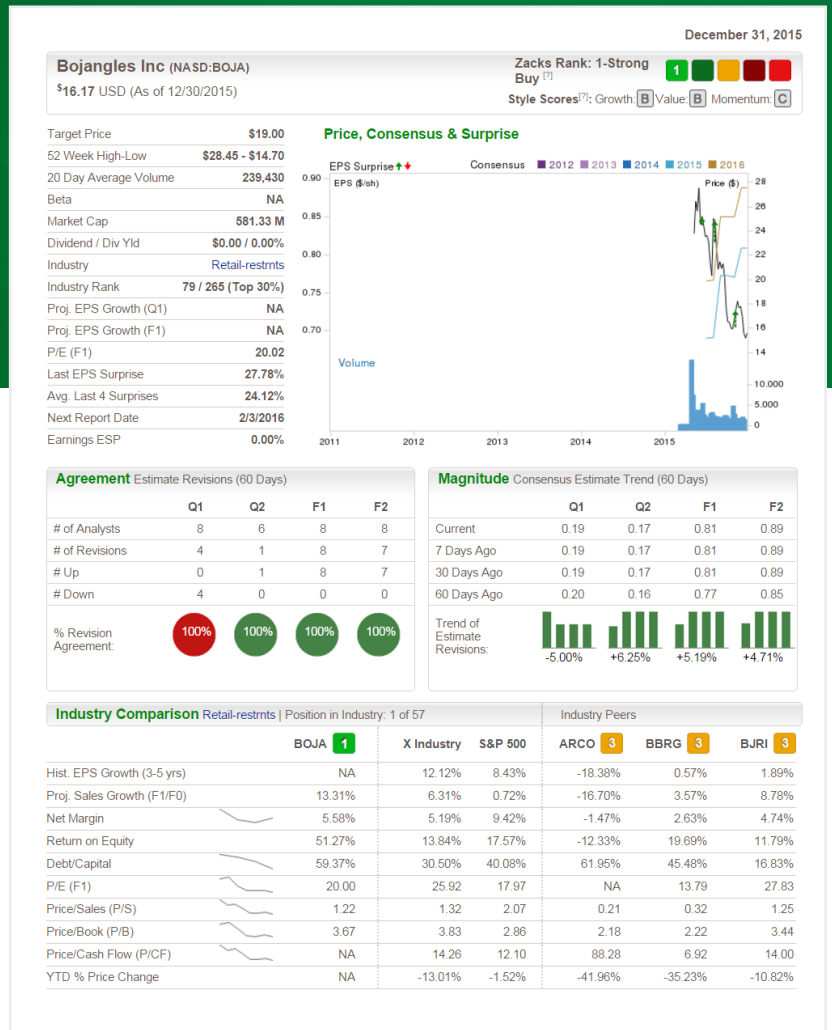 December 31, 2015
Bojangles Inc (NASD:BOJA)
$16.17 USD (As of 12/30/2015)
Zacks Rank: 1-Strong
Buy [?]
1
Style Scores[?]: Growth: B Value: B Momentum: C
Target Price $19.00
52 Week High-Low $28.45 - $14.70
20 Day Average Volume 239,430
Beta NA
Market Cap 581.33 M
Dividend / Div Yld $0.00 / 0.00%
Industry Retail-restrnts
Industry Rank 79 / 265 (Top 30%)
Proj. EPS Growth (Q1) NA
Proj. EPS Growth (F1) NA
P/E (F1) 20.02
Last EPS Surprise 27.78%
Avg. Last 4 Surprises 24.12%
Next Report Date 2/3/2016
Earnings ESP 0.00%
Price, Consensus & Surprise
EPS Surprise Consensus 2012 2013 2014 2015 2016
EPS ($/sh) Price ($)
0.90
0.85
0.80
0.75
0.70
28
26
24
22
20
18
16
14
Volume
10.000
5.000
0
2011 2012 2013 2014 2015
Agreement Estimate Revisions (60 Days)
Q1 Q2 F1 F2
# of Analysts 8 6 8 8
# of Revisions 4 1 8 7
# Up 0 1 8 7
# Down 4 0 0 0
% Revision
Agreement:
100% 100% 100% 100%
Magnitude Consensus Estimate Trend (60 Days)
Q1 Q2 F1 F2
Current 0.19 0.17 0.81 0.89
7 Days Ago 0.19 0.17 0.81 0.89
30 Days Ago 0.19 0.17 0.81 0.89
60 Days Ago 0.20 0.16 0.77 0.85
Trend of
Estimate
Revisions:
-5.00% +6.25% +5.19% +4.71%
Industry Comparison Retail-restrnts | Position in Industry: 1 of 57
Industry Peers
BOJA 1 X Industry S&P 500 ARCO 3 BBRG 3 BJRI 3
Hist. EPS Growth (3-5 yrs) NA 12.12% 8.43% -18.38% 0.57% 1.89%
Proj. Sales Growth (F1/F0) 13.31% 6.31% 0.72% -16.70% 3.57% 8.78%
Net Margin 5.58% 5.19% 9.42% -1.47% 2.63% 4.74%
Return on Equity 51.27% 13.84% 17.57% -12.33% 19.69% 11.79%
Debt/Capital 59.37% 30.50% 40.08% 61.95% 45.48% 16.83%
P/E (F1) 20.00 25.92 17.97 NA 13.79 27.83
Price/Sales (P/S) 1.22 1.32 2.07 0.21 0.32 1.25
Price/Book (P/B) 3.67 3.83 2.86 2.18 2.22 3.44
Price/Cash Flow (P/CF) NA 14.26 12.10 88.28 6.92 14.00
YTD % Price Change NA -13.01% -1.52% -41.96% -35.23% -10.82%